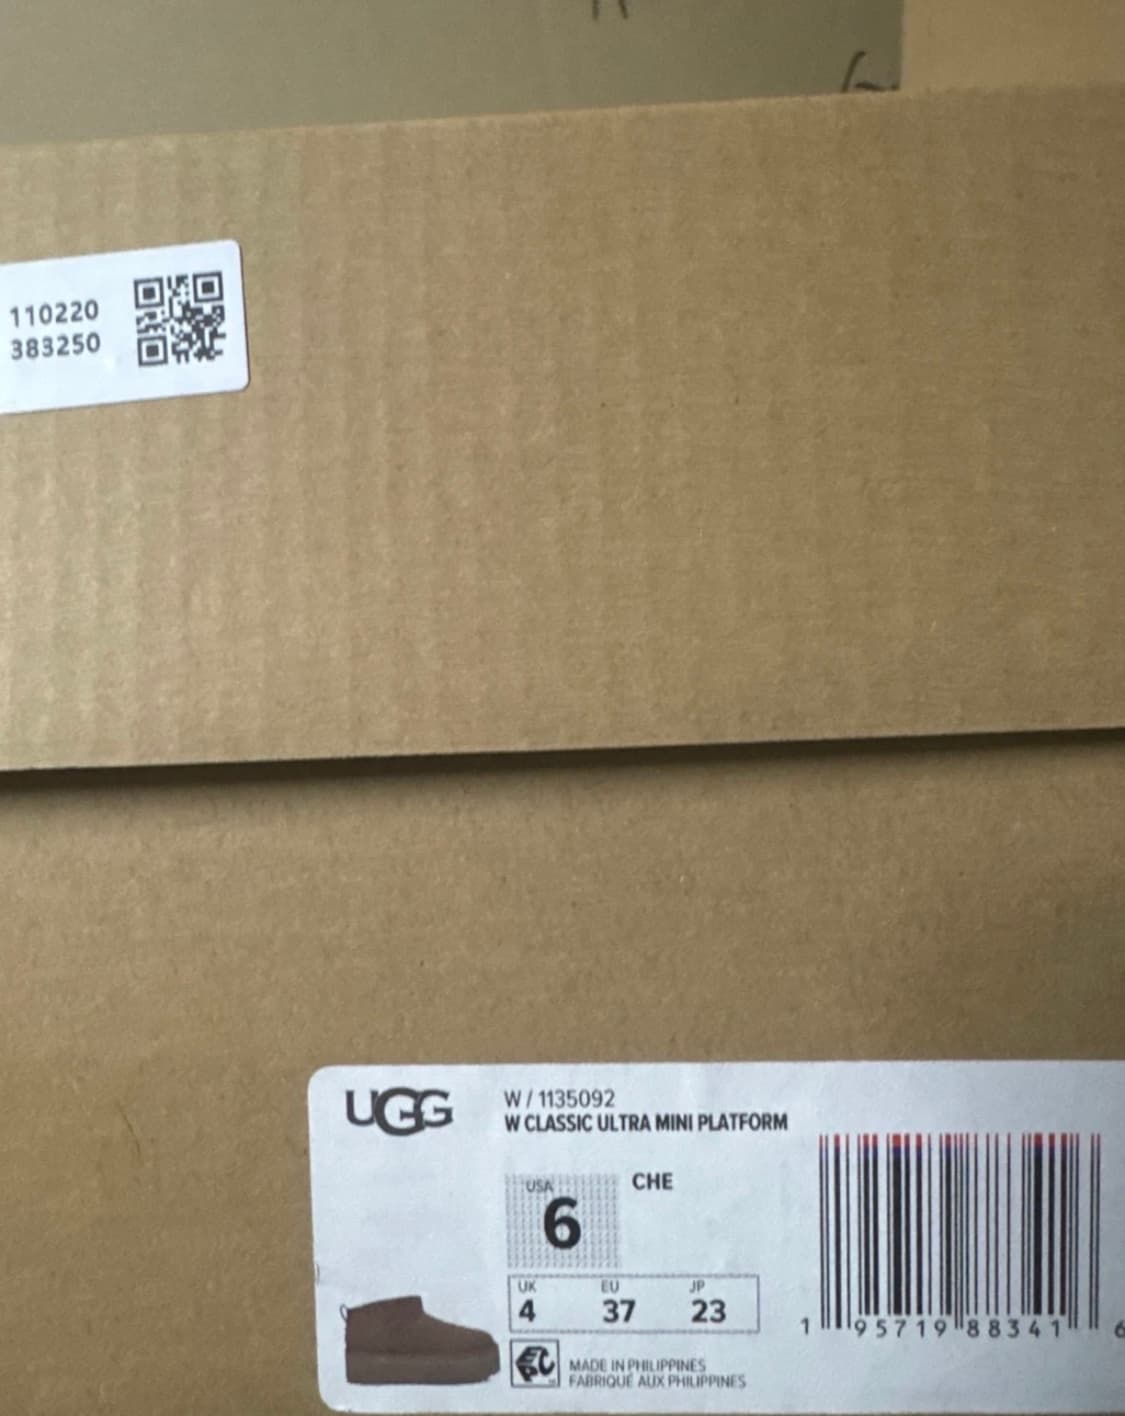 110220
383250
UGG
W / 1135092
W CLASSIC ULTRA MINI PLATFORM
USA
CHE
6
UK EU JP
4 37 23
1 95719 88341 6
MADE IN PHILIPPINES
FABRIQUÉ AUX PHILIPPINES